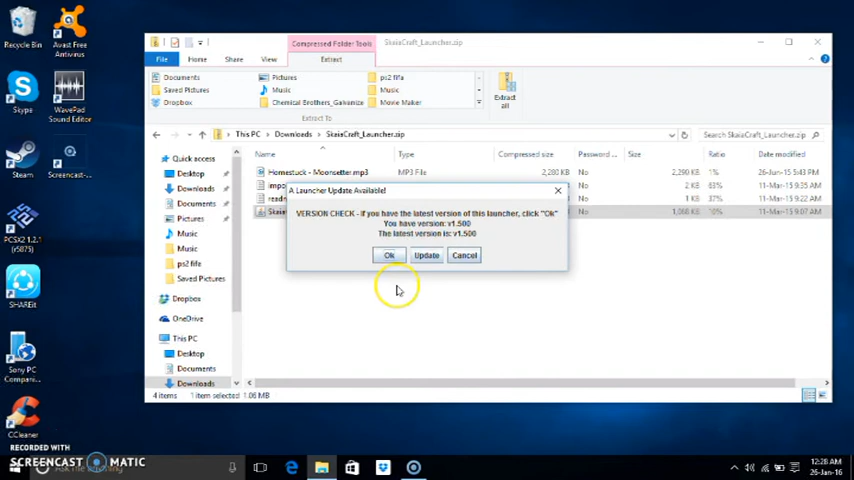 Recycle Bin
Avast Free
Antivirus
Skype
WavePad
Sound Editor
Steam
Screencast-...
PCSX2 1.2.1
(r5875)
SHAREit
Sony PC
Compani...
CCleaner
Compressed Folder Tools
SkaiaCraft_Launcher.zip
File
Home
Share
View
Extract
Documents
Pictures
ps2 fifa
Saved Pictures
Music
Music
Dropbox
Chemical Brothers_Galvanize
Movie Maker
Extract
all
Extract To
This PC
Downloads
SkaiaCraft_Launcher.zip
Search SkaiaCraft_Launcher.zip
Name
Type
Compressed size
Password ...
Size
Ratio
Date modified
Homestuck - Moonsetter.mp3
MP3 File
2,280 KB
No
2,290 KB
1%
26-Jun-15 5:43 PM
No
2 KB
63%
11-Mar-15 9:35 AM
No
11-Mar-15 9:22 AM
No
1,068 KB
10%
11-Mar-15 9:07 AM
Quick access
Desktop
Downloads
Documents
Pictures
Music
Music
ps2 fifa
Saved Pictures
Dropbox
OneDrive
This PC
Desktop
Documents
Downloads
A Launcher Update Available!
VERSION CHECK - If you have the latest version of this launcher, click "Ok"
You have version: v1.500
The latest version is: v1.500
Ok
Update
Cancel
4 items
1 item selected
1.06 MB
RECORDED WITH
SCREENCAST
MATIC
12:28 AM
26-Jan-16